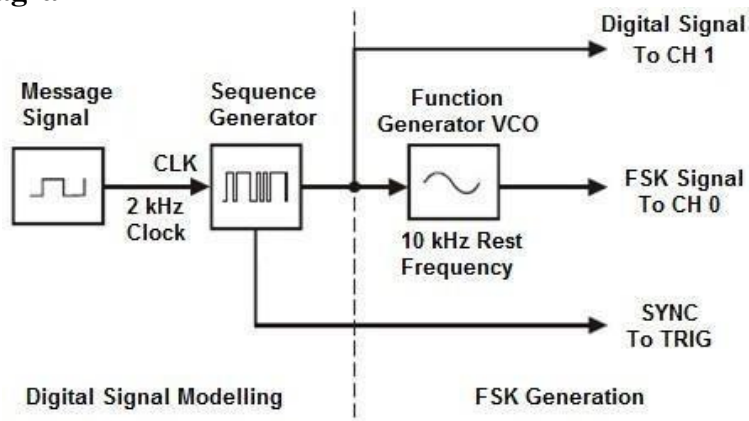 Digital Signal
To CH 1
Message
Signal
Sequence
Generator
Function
Generator VCO
CLK
2 kHz
Clock
FSK Signal
To CH 0
10 kHz Rest
Frequency
SYNC
To TRIG
Digital Signal Modelling
FSK Generation